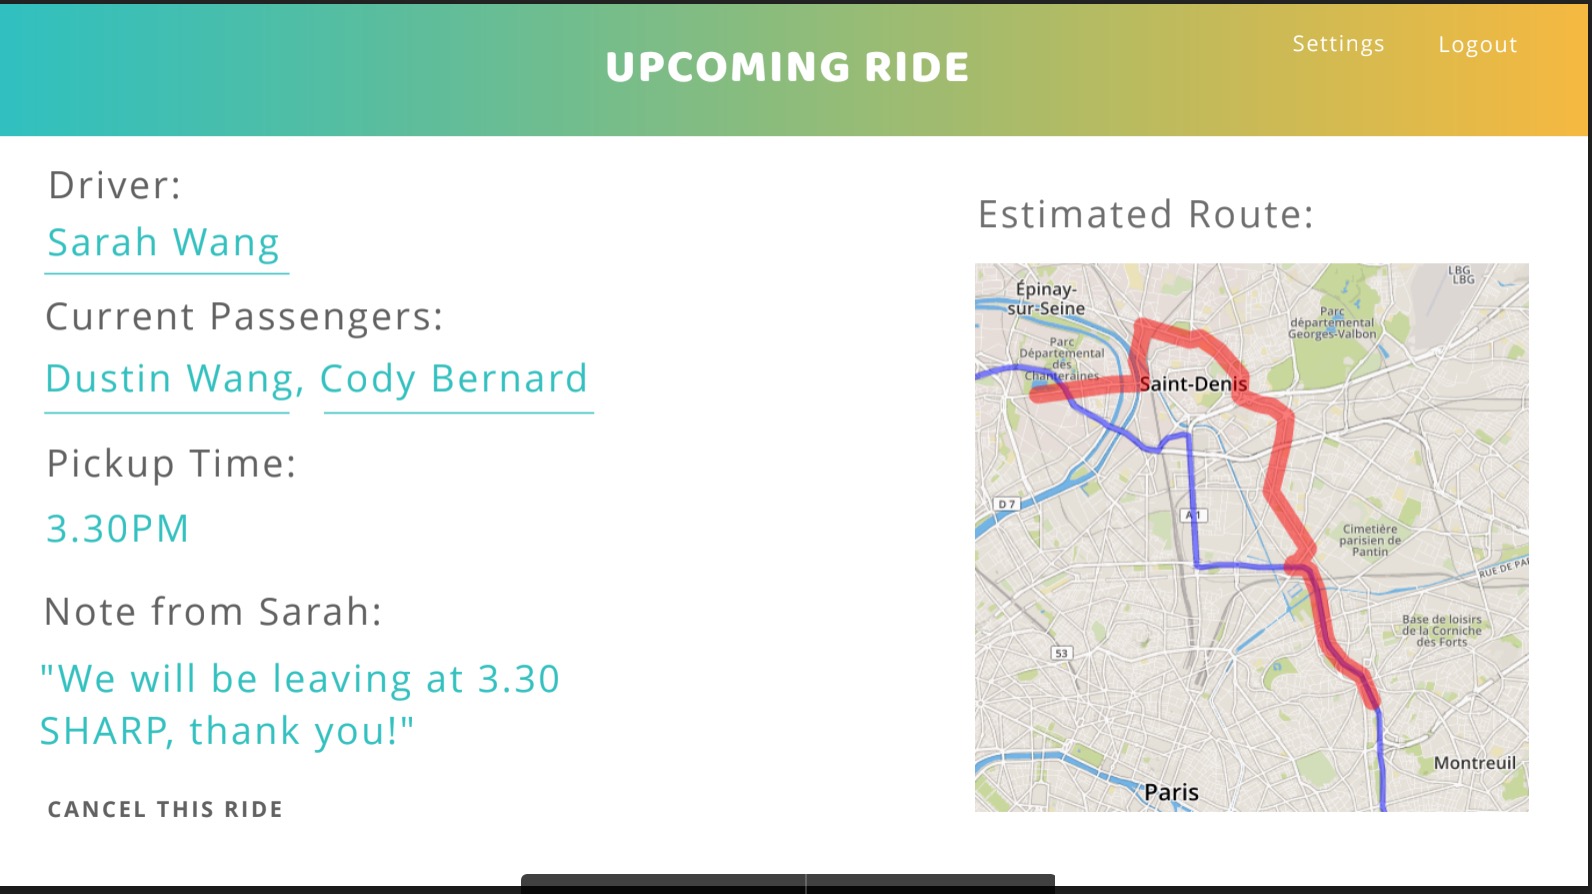 UPCOMING RIDE
Settings
Logout
Driver:
Sarah Wang
Current Passengers:
Dustin Wang, Cody Bernard
Pickup Time:
3.30PM
Note from Sarah:
"We will be leaving at 3.30
SHARP, thank you!"
CANCEL THIS RIDE
Estimated Route:
LBG
LBG
Épinay-
sur-Seine
Parc
départemental
Georges-Valbon
Parc
Départemental
des
Chanteraines
Saint-Denis
D 7
A 1
Cimetière
parisien de
Pantin
RUE DE PA
Base de loisirs
de la Corniche
des Forts
53
Montreuil
Paris